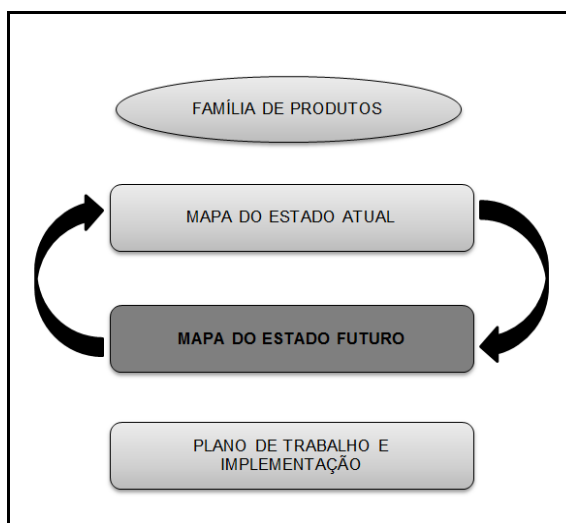 FAMÍLIA DE PRODUTOS
MAPA DO ESTADO ATUAL
MAPA DO ESTADO FUTURO
PLANO DE TRABALHO E
IMPLEMENTAÇÃO